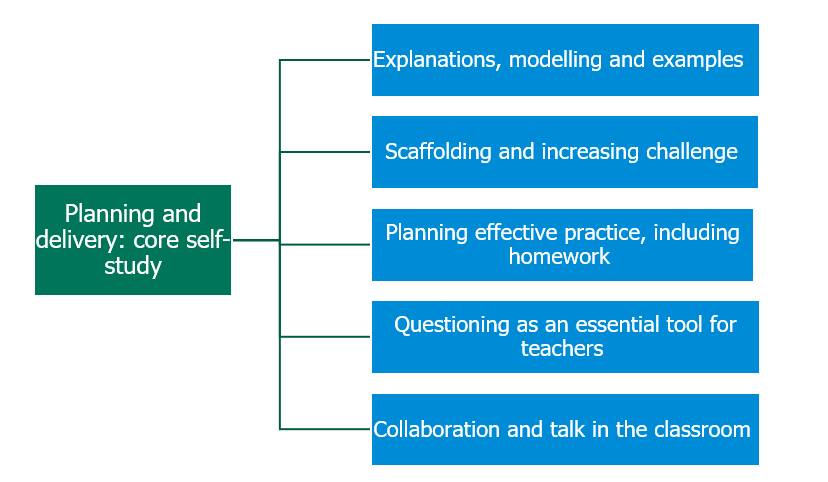 Planning and
delivery: core self-
study
Explanations, modelling and examples
Scaffolding and increasing challenge
Planning effective practice, including
homework
Questioning as an essential tool for
teachers
Collaboration and talk in the classroom